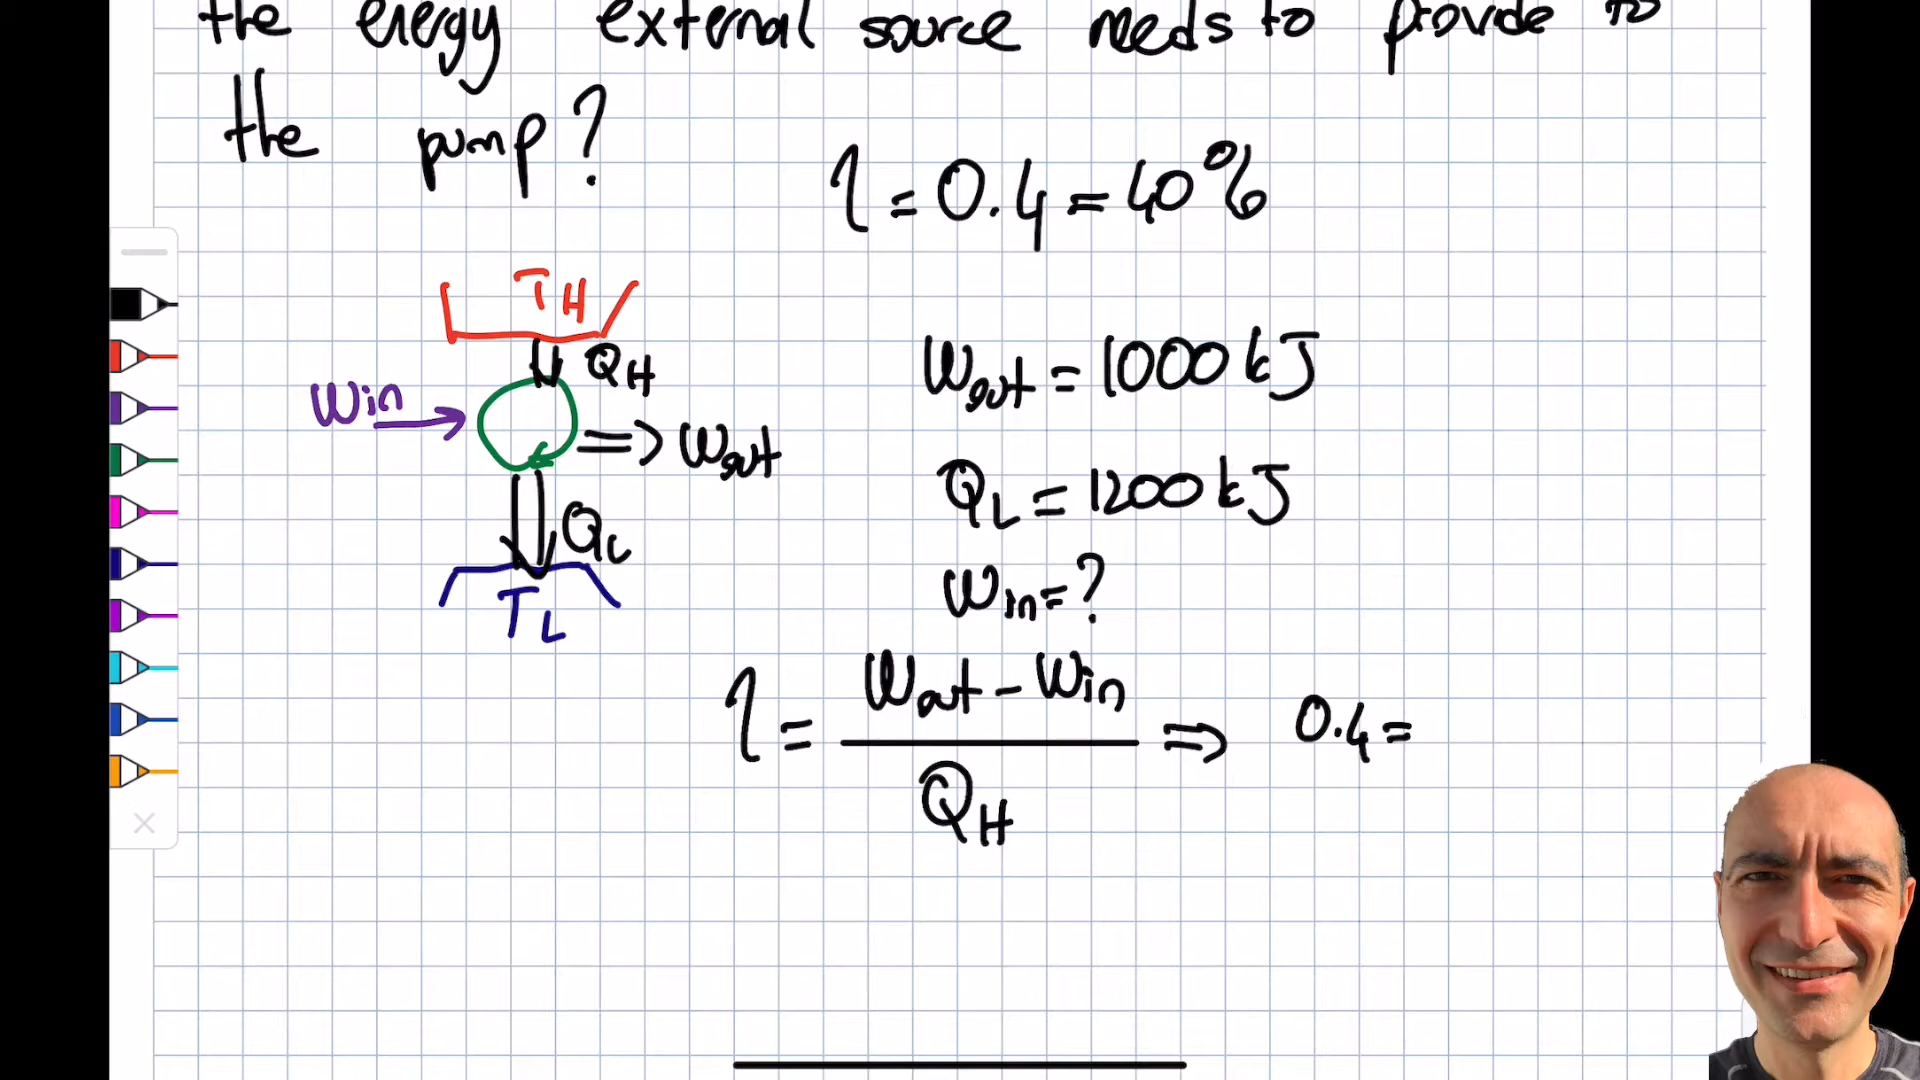 the energy external source needs to provide to
the pump?
η = 0.4 = 40%
TH
QH
Win
Wout
QL
TL
Wout = 1000 kJ
QL = 1200 kJ
Win = ?
η = Wout - Win / QH ⇒ 0.4 =